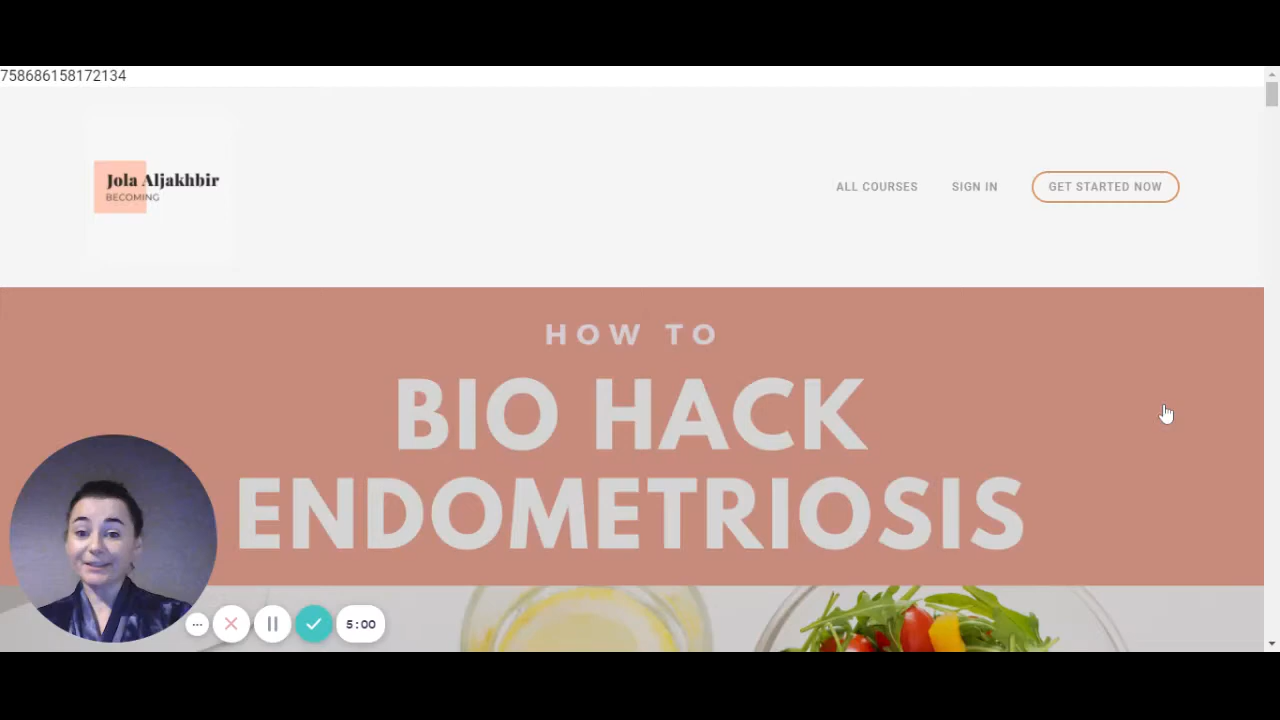 758686158172134
Jola Aljakhbir
BECOMING
ALL COURSES
SIGN IN
GET STARTED NOW
HOW TO
BIO HACK
ENDOMETRIOSIS
5:00